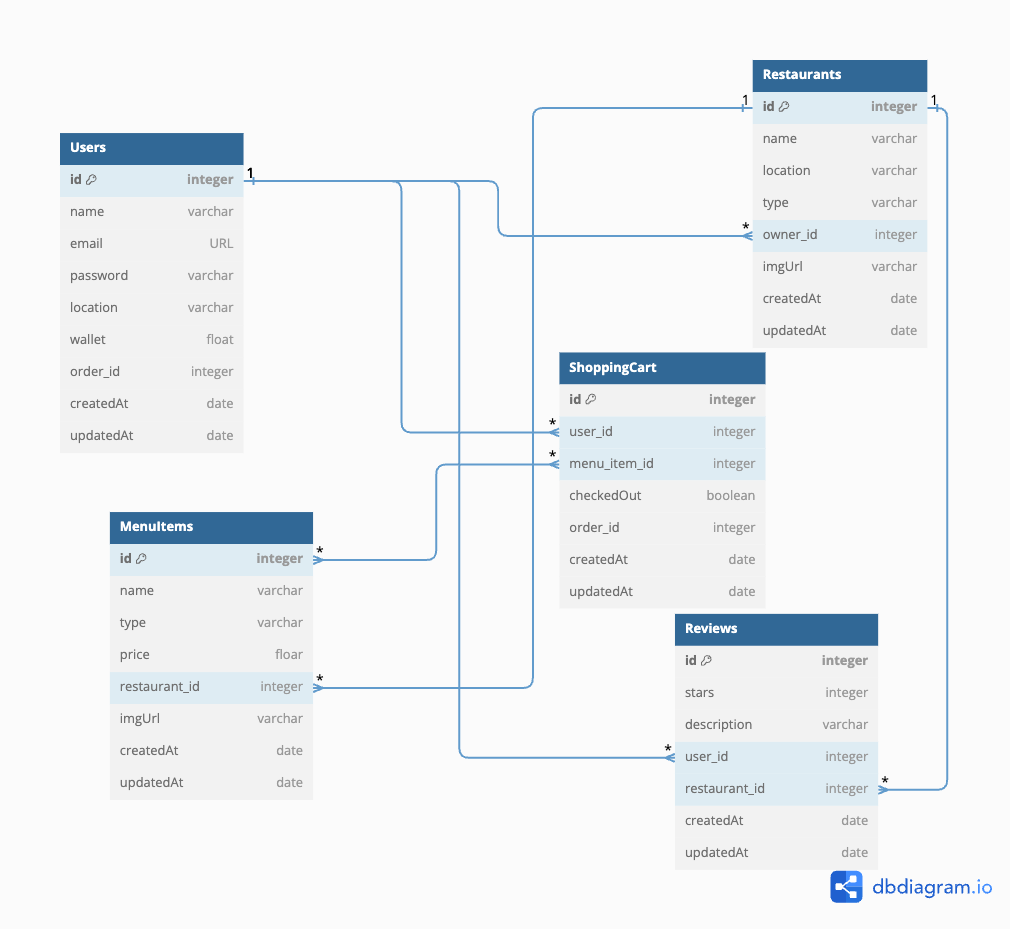 Restaurants
1
1
id integer
name varchar
location varchar
type varchar
* owner_id integer
imgUrl varchar
createdAt date
updatedAt date
Users
id integer
1
name varchar
email URL
password varchar
location varchar
wallet float
order_id integer
createdAt date
updatedAt date
ShoppingCart
id integer
* user_id integer
* menu_item_id integer
checkedOut boolean
order_id integer
createdAt date
updatedAt date
MenuItems
id integer *
name varchar
type varchar
price floar
restaurant_id integer *
imgUrl varchar
createdAt date
updatedAt date
Reviews
id integer
stars integer
description varchar
* user_id integer
restaurant_id integer *
createdAt date
updatedAt date
dbdiagram.io